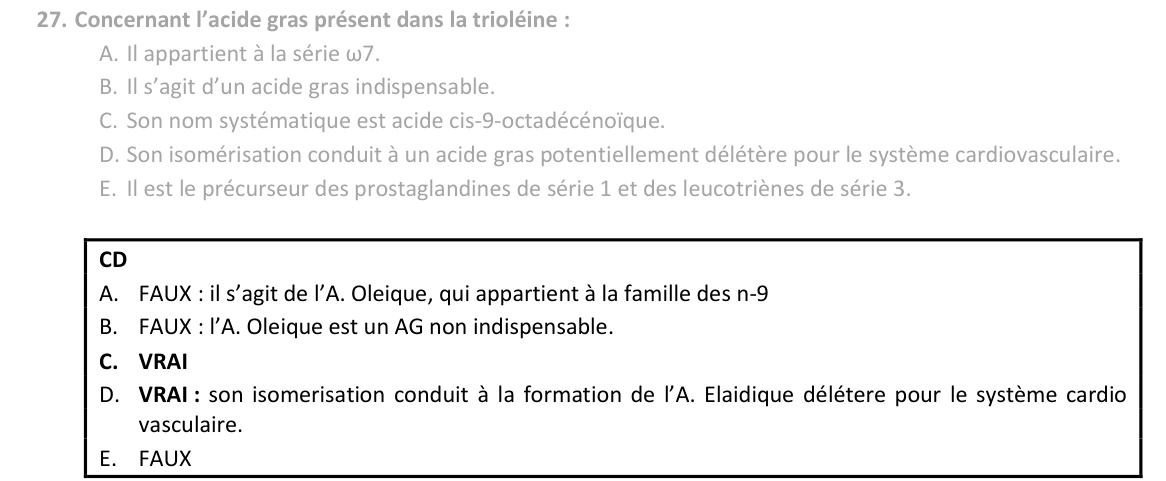 27. Concernant l’acide gras présent dans la trioléine :
A. Il appartient à la série ω7.
B. Il s’agit d’un acide gras indispensable.
C. Son nom systématique est acide cis-9-octadécénoïque.
D. Son isomérisation conduit à un acide gras potentiellement délétère pour le système cardiovasculaire.
E. Il est le précurseur des prostaglandines de série 1 et des leucotriènes de série 3.
CD
A. FAUX : il s’agit de l’A. Oleique, qui appartient à la famille des n-9
B. FAUX : l’A. Oleique est un AG non indispensable.
C. VRAI
D. VRAI : son isomerisation conduit à la formation de l’A. Elaidique délétere pour le système cardio
vasculaire.
E. FAUX